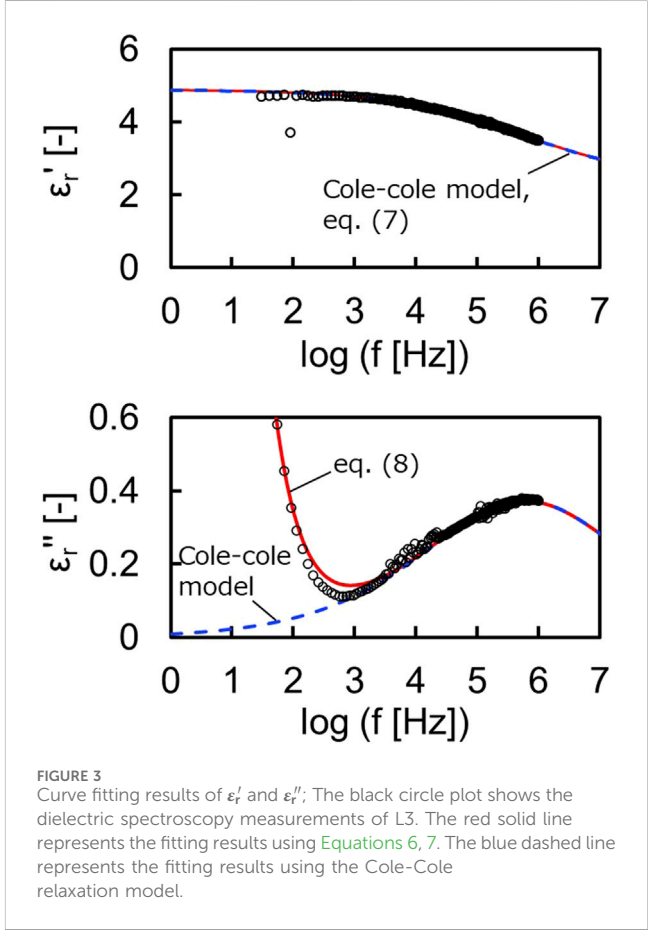 6
4
2
0
εr' [-]
Cole-cole model,
eq. (7)
0 1 2 3 4 5 6 7
log (f [Hz])
0.6
0.4
0.2
0
εr" [-]
eq. (8)
Cole-cole
model
0 1 2 3 4 5 6 7
log (f [Hz])
FIGURE 3
Curve fitting results of εr′ and εr″; The black circle plot shows the
dielectric spectroscopy measurements of L3. The red solid line
represents the fitting results using Equations 6, 7. The blue dashed line
represents the fitting results using the Cole-Cole
relaxation model.